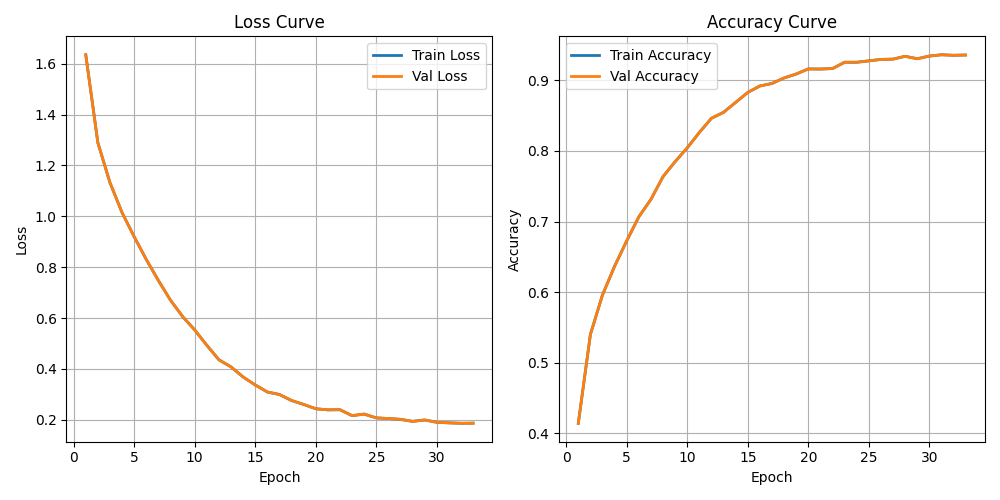 Loss Curve
Train Loss
Val Loss
1.6
1.4
1.2
1.0
0.8
0.6
0.4
0.2
Loss
0 5 10 15 20 25 30
Epoch
Accuracy Curve
Train Accuracy
Val Accuracy
0.9
0.8
0.7
0.6
0.5
0.4
Accuracy
0 5 10 15 20 25 30
Epoch